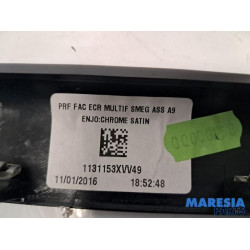 PRF FAC ECR MULTIF SMEG ASS A9
ENJO:CHROME SATIN
1131153XVV49
11/01/2016 18:52:48
MARESIA